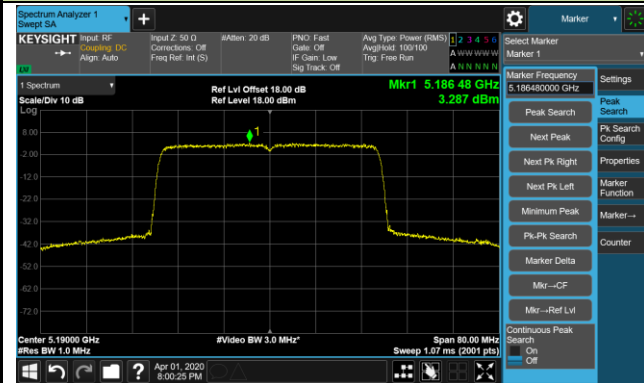 Spectrum Analyzer 1
Swept SA
Marker
KEYSIGHT
Input: RF
Coupling: DC
Align: Auto
Input Z: 50 Ω
Corrections: Off
Freq Ref: Int (S)
#Atten: 20 dB
PNO: Fast
Gate: Off
IF Gain: Low
Sig Track: Off
Avg Type: Power (RMS)
Avg|Hold: 100/100
Trig: Free Run
1 2 3 4 5 6
A W W W W W
A N N N N N
Select Marker
Marker 1
1 Spectrum
Scale/Div 10 dB
Log
Ref Lvl Offset 18.00 dB
Ref Level 18.00 dBm
Mkr1 5.186 48 GHz
3.287 dBm
Marker Frequency
5.186480000 GHz
Peak Search
Next Peak
Next Pk Right
Next Pk Left
Minimum Peak
Pk-Pk Search
Marker Delta
Mkr→CF
Mkr→Ref Lvl
Continuous Peak
Search
On
Off
Settings
Peak
Search
Pk Search
Config
Properties
Marker
Function
Marker→
Counter
1
8.00
-2.00
-12.0
-22.0
-32.0
-42.0
-52.0
-62.0
-72.0
Center 5.19000 GHz
#Res BW 1.0 MHz
#Video BW 3.0 MHz*
Span 80.00 MHz
Sweep 1.07 ms (2001 pts)
?
Apr 01, 2020
8:00:25 PM